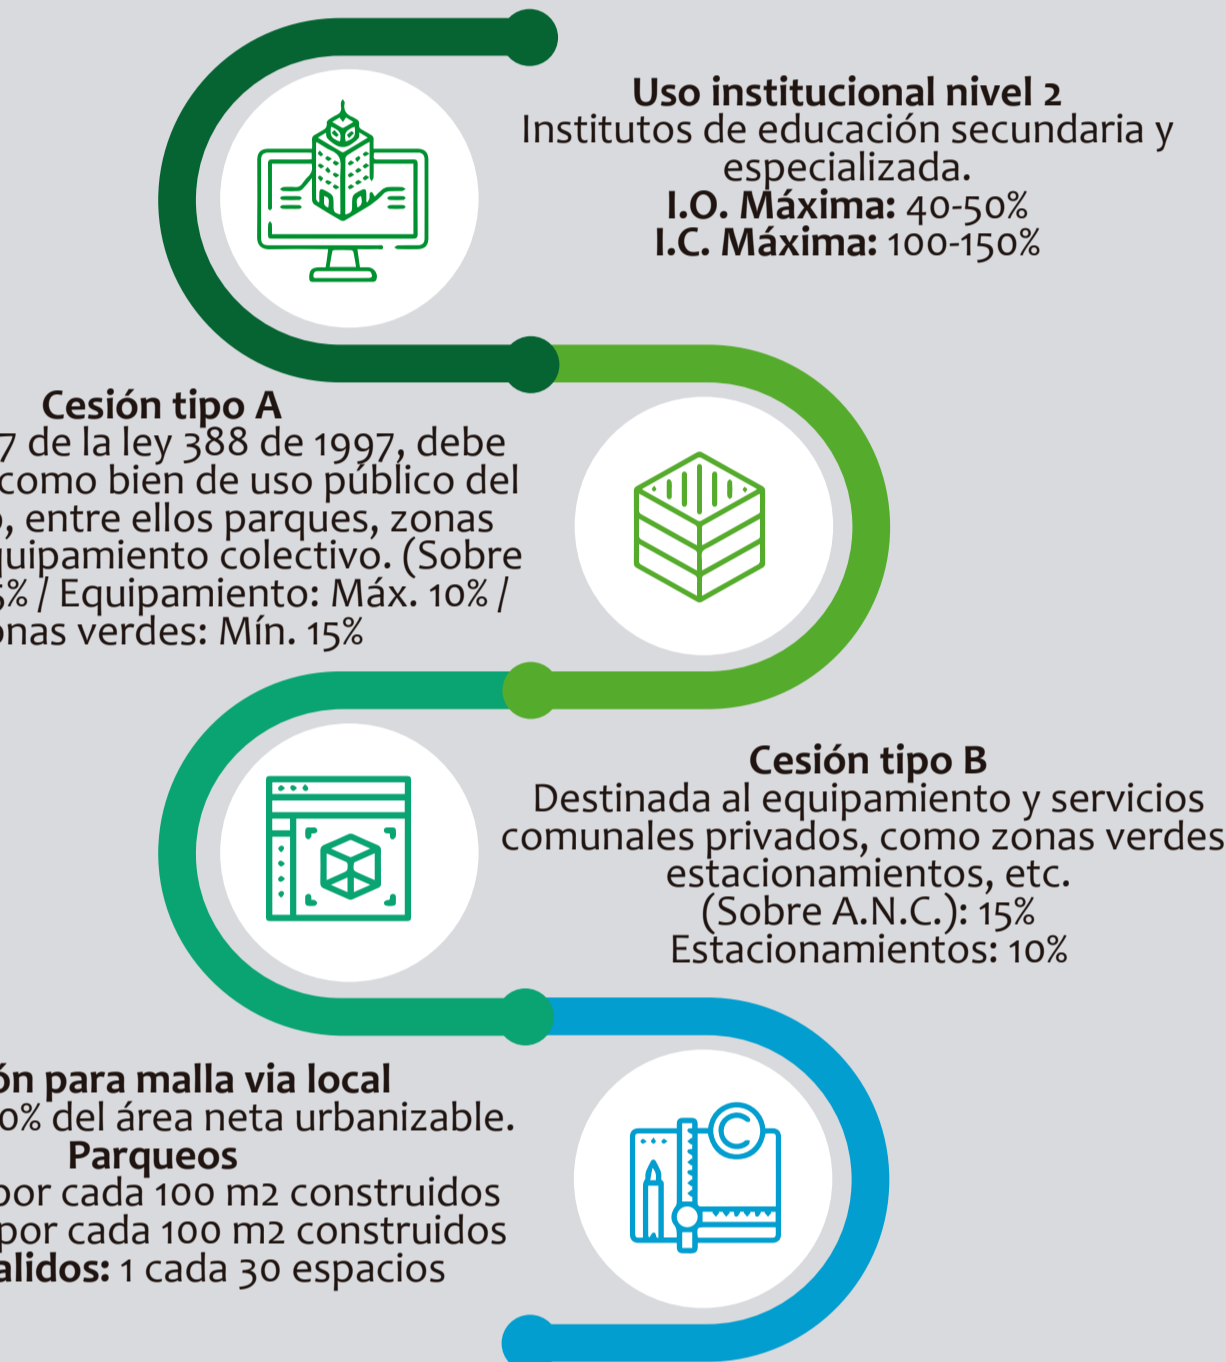 Uso institucional nivel 2
Institutos de educación secundaria y
especializada.
I.O. Máxima: 40-50%
I.C. Máxima: 100-150%
Cesión tipo A
7 de la ley 388 de 1997, debe
como bien de uso público del
, entre ellos parques, zonas
quipamiento colectivo. (Sobre
5% / Equipamiento: Máx. 10% /
onas verdes: Mín. 15%
Cesión tipo B
Destinada al equipamiento y servicios
comunales privados, como zonas verdes
estacionamientos, etc.
(Sobre A.N.C.): 15%
Estacionamientos: 10%
ón para malla via local
0% del área neta urbanizable.
Parqueos
por cada 100 m2 construidos
por cada 100 m2 construidos
alidos: 1 cada 30 espacios